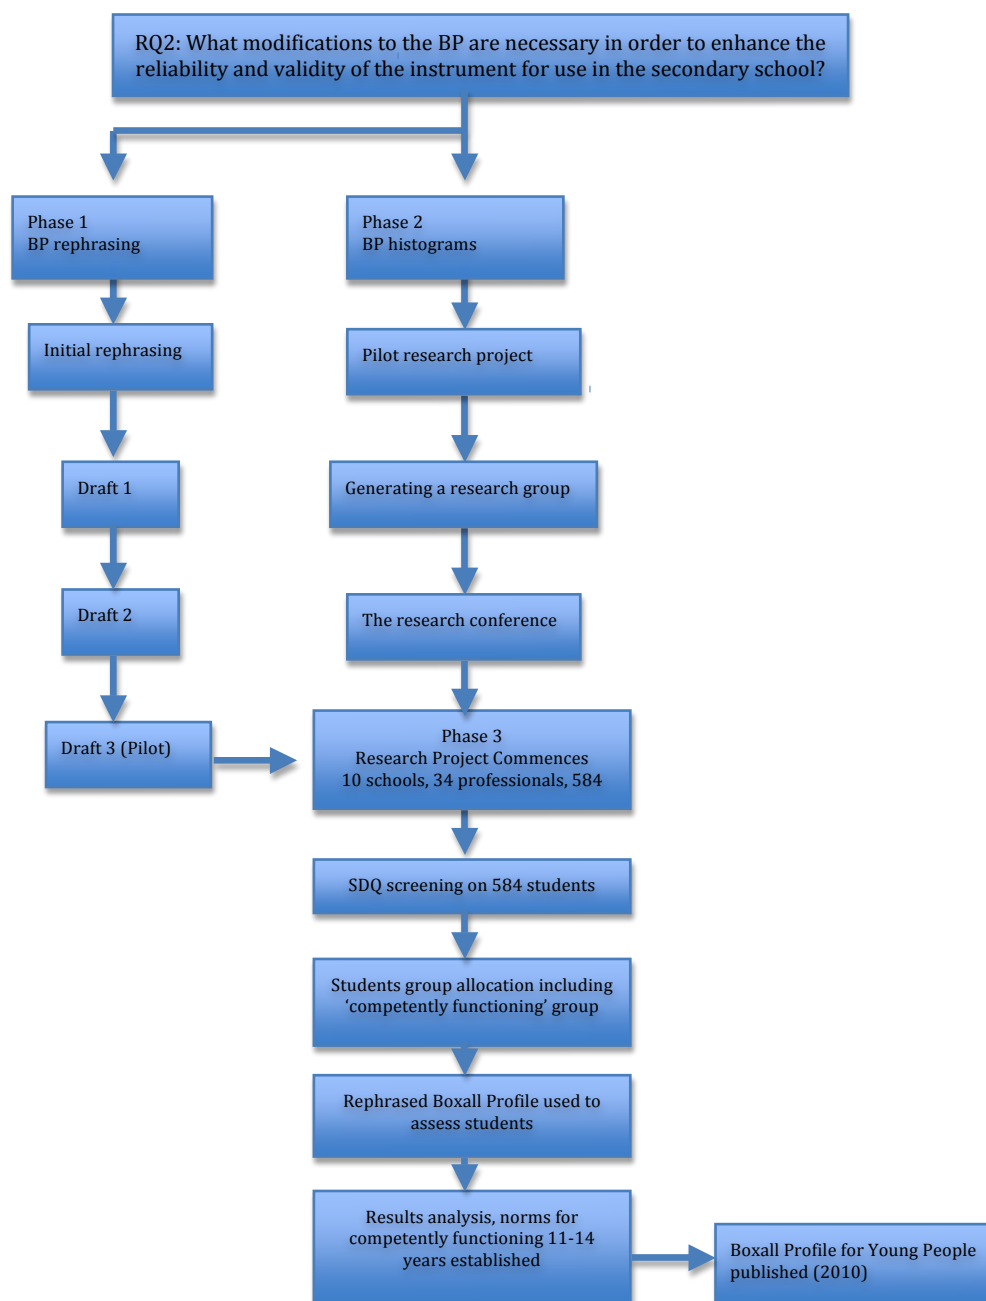 RQ2: What modifications to the BP are necessary in order to enhance the
reliability and validity of the instrument for use in the secondary school?
Phase 1
BP rephrasing
Initial rephrasing
Draft 1
Draft 2
Draft 3 (Pilot)
Phase 2
BP histograms
Pilot research project
Generating a research group
The research conference
Phase 3
Research Project Commences
10 schools, 34 professionals, 584
SDQ screening on 584 students
Students group allocation including
‘competently functioning’ group
Rephrased Boxall Profile used to
assess students
Results analysis, norms for
competently functioning 11-14
years established
Boxall Profile for Young People
published (2010)